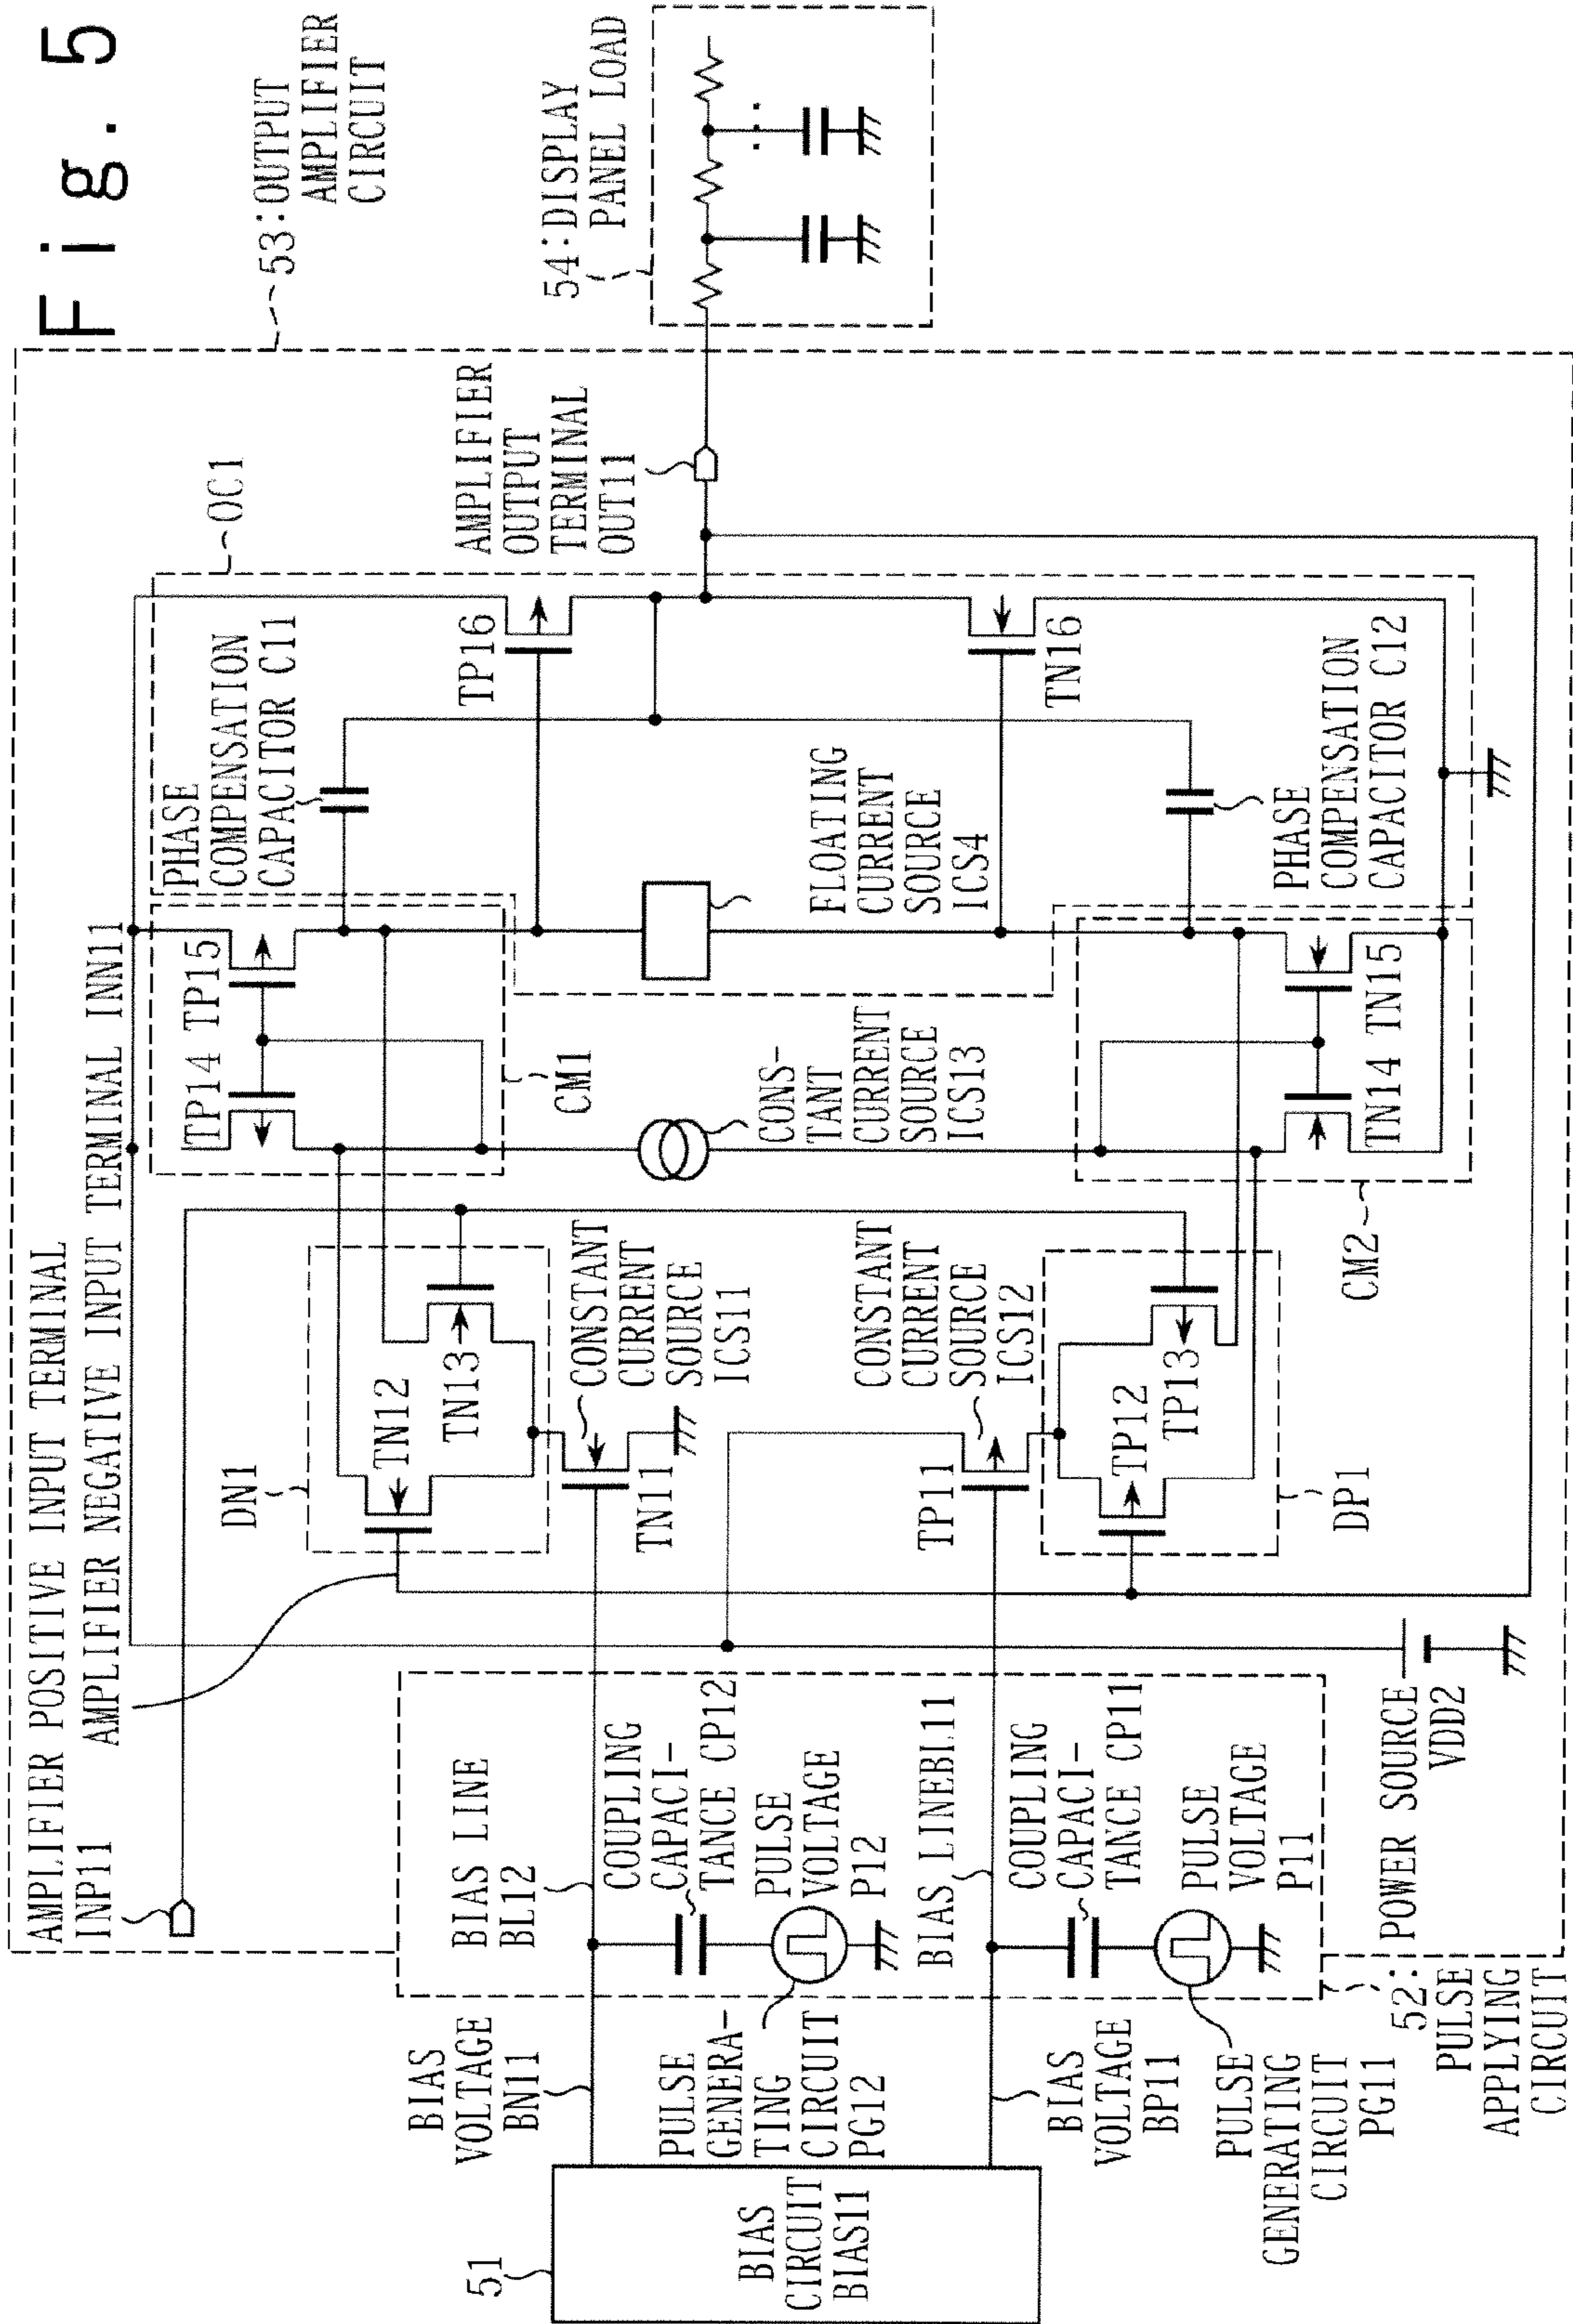 Fig. 5
53:OUTPUT
AMPLIFIER
CIRCUIT
54:DISPLAY
PANEL LOAD
AMPLIFIER POSITIVE INPUT TERMINAL
INP11
AMPLIFIER NEGATIVE INPUT TERMINAL INN11
PHASE
COMPENSATION
CAPACITOR C11
OC1
AMPLIFIER
OUTPUT
TERMINAL
OUT11
TP14
TP15
CM1
TP16
DN1
TN12
TN13
CONSTANT
CURRENT
SOURCE
ICS11
TN11
CONS-
TANT
CURRENT
SOURCE
ICS13
FLOATING
CURRENT
SOURCE
ICS4
TN16
BIAS LINE
BL12
COUPLING
CAPACI-
TANCE CP12
PULSE
VOLTAGE
P12
BIAS LINEBL11
COUPLING
CAPACI-
TANCE CP11
PULSE
VOLTAGE
P11
CONSTANT
CURRENT
SOURCE
ICS12
TP11
TP12
TP13
DP1
CM2
TN14
TN15
PHASE
COMPENSATION
CAPACITOR C12
POWER SOURCE
VDD2
BIAS
VOLTAGE
BN11
PULSE
GENERA-
TING
CIRCUIT
PG12
BIAS
VOLTAGE
BP11
PULSE
GENERATING
CIRCUIT
PG11
52:
PULSE
APPLYING
CIRCUIT
51
BIAS
CIRCUIT
BIAS11